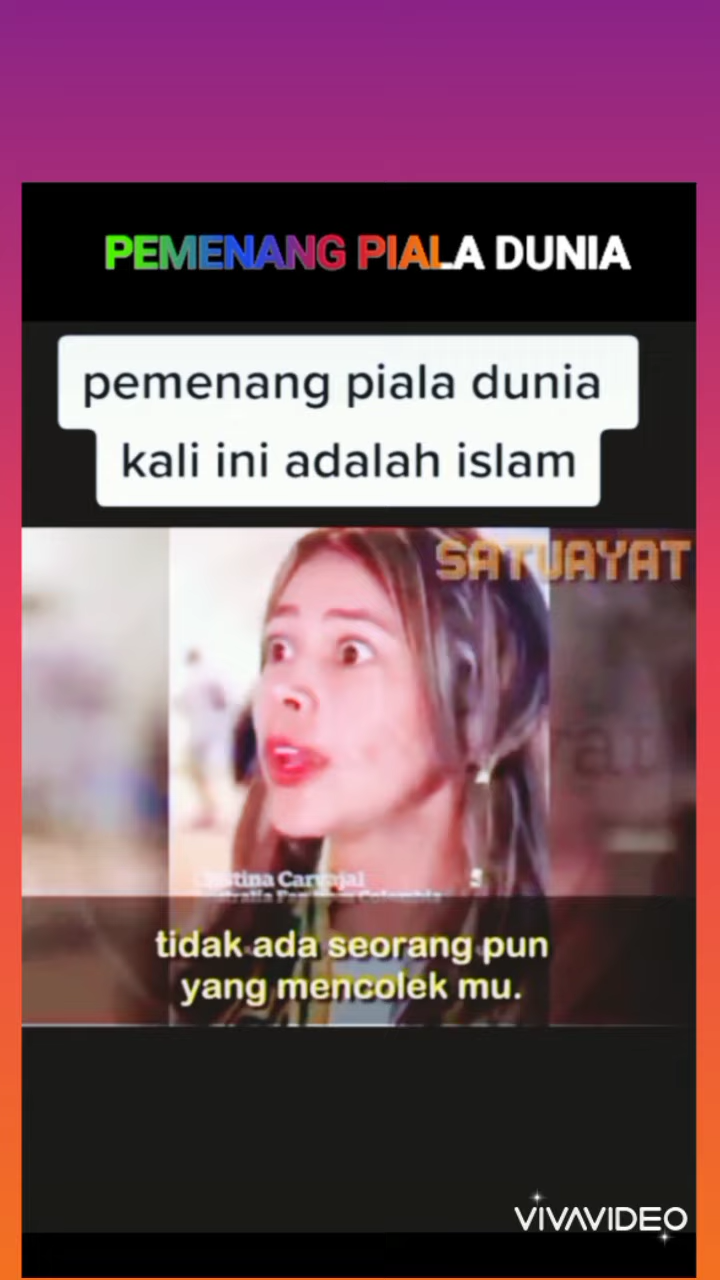 PEMENANG PIALA DUNIA
pemenang piala dunia
kali ini adalah islam
SATUAYAT
Carvajal
tidak ada seorang pun
yang mencolek mu.
VIVAVIDEO